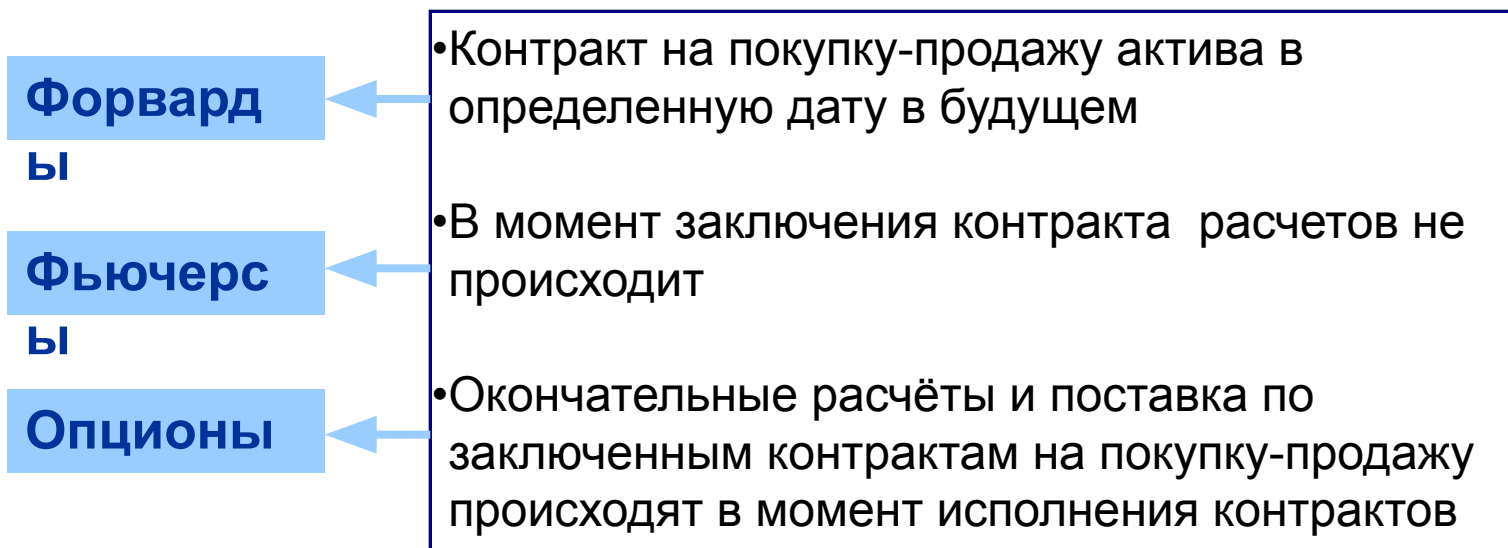 Форвард
ы
Фьючерс
ы
Опционы
•Контракт на покупку-продажу актива в
определенную дату в будущем
•В момент заключения контракта расчетов не
происходит
•Окончательные расчёты и поставка по
заключенным контрактам на покупку-продажу
происходят в момент исполнения контрактов